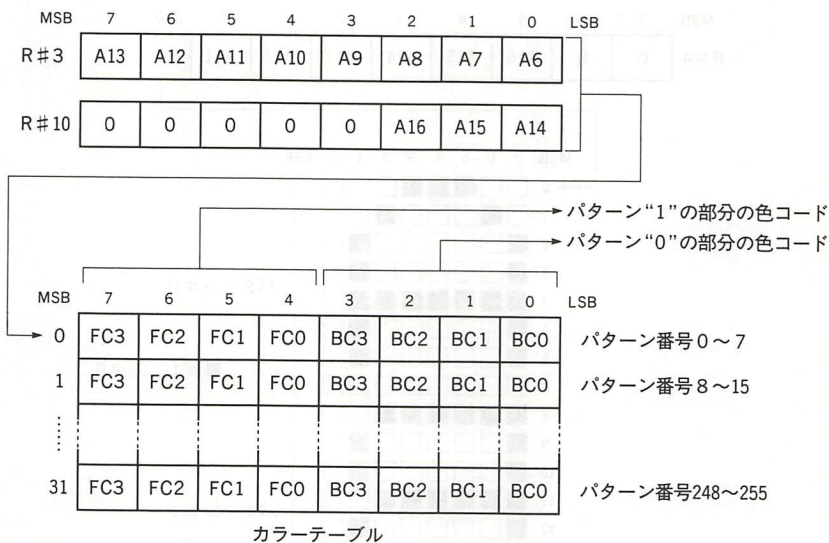 MSB 7 6 5 4 3 2 1 0 LSB
R#3 A13 A12 A11 A10 A9 A8 A7 A6
R#10 0 0 0 0 0 A16 A15 A14
パターン“1”の部分の色コード
パターン“0”の部分の色コード
MSB 7 6 5 4 3 2 1 0 LSB
0 FC3 FC2 FC1 FC0 BC3 BC2 BC1 BC0 パターン番号0～7
1 FC3 FC2 FC1 FC0 BC3 BC2 BC1 BC0 パターン番号8～15
……
31 FC3 FC2 FC1 FC0 BC3 BC2 BC1 BC0 パターン番号248～255
カラーテーブル